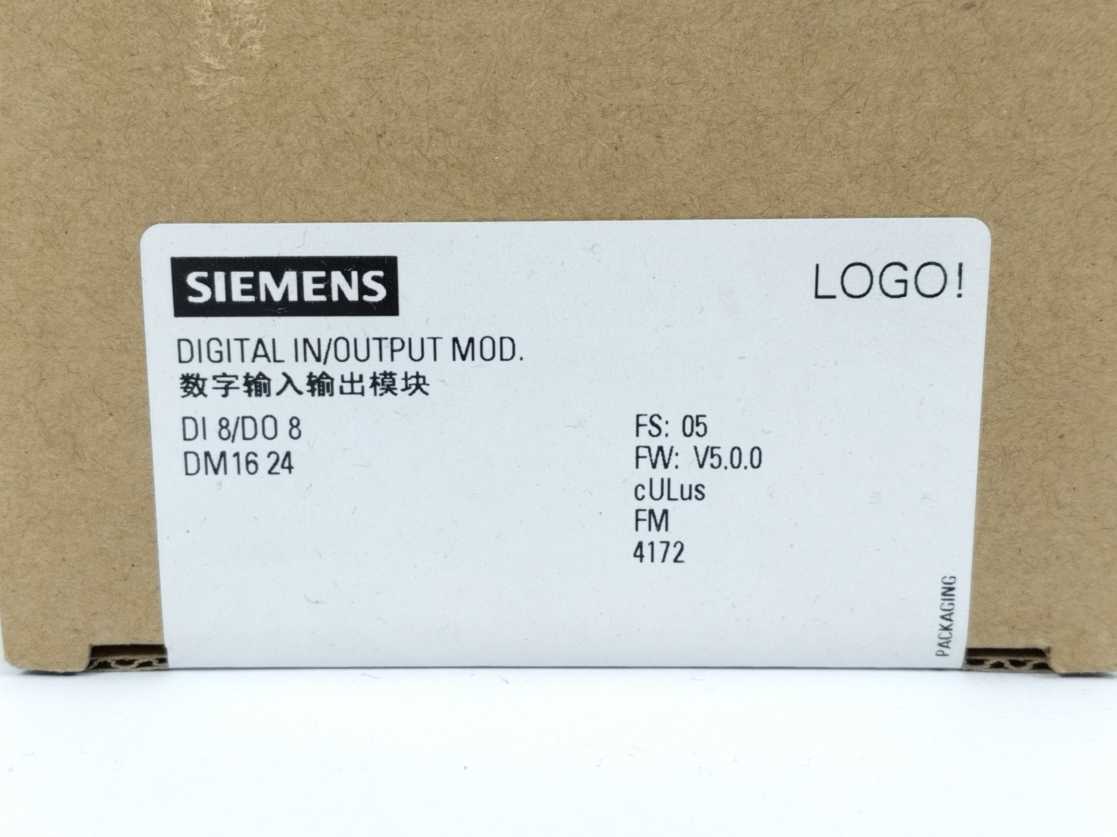 SIEMENS
LOGO!
DIGITAL IN/OUTPUT MOD.
数字输入输出模块
DI 8/DO 8
DM16 24
FS: 05
FW: V5.0.0
cULus
FM
4172
PACKAGING